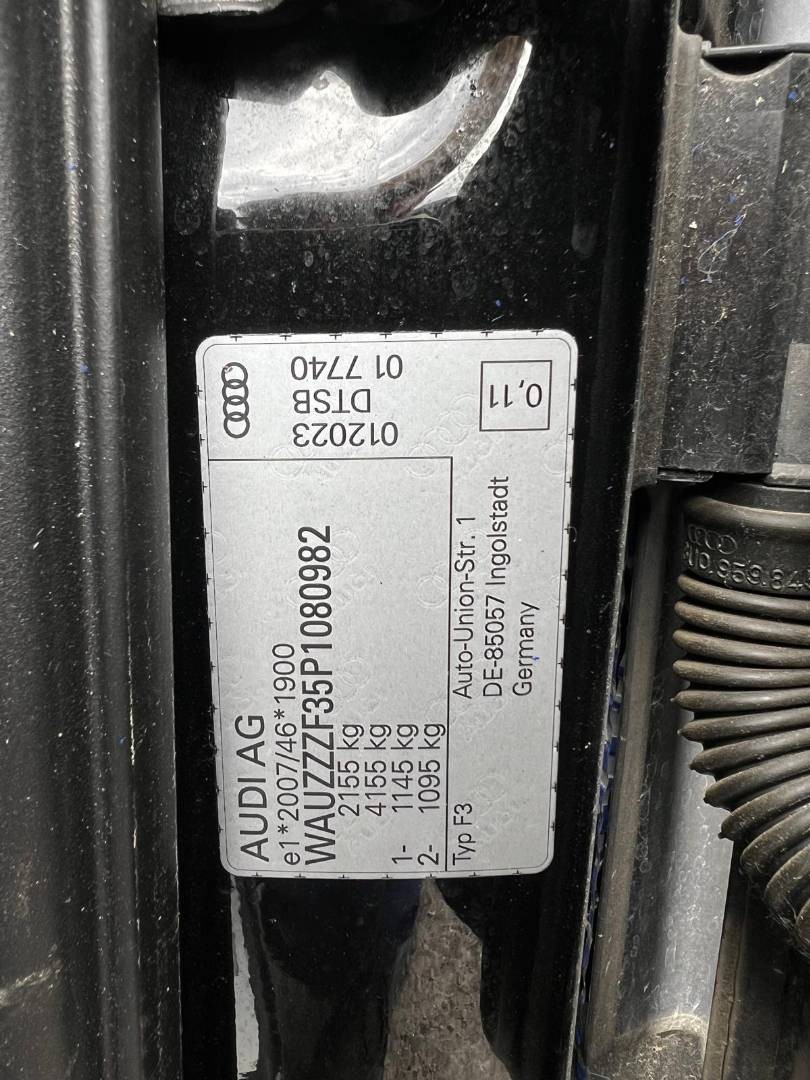 AUDI AG
e1*2007/46*1900
WAUZZZF35P1080982
2155 kg
4155 kg
1- 1145 kg
2- 1095 kg
Typ F3
Auto-Union-Str. 1
DE-85057 Ingolstadt
Germany
012023
DTSB
01 7740
0,11